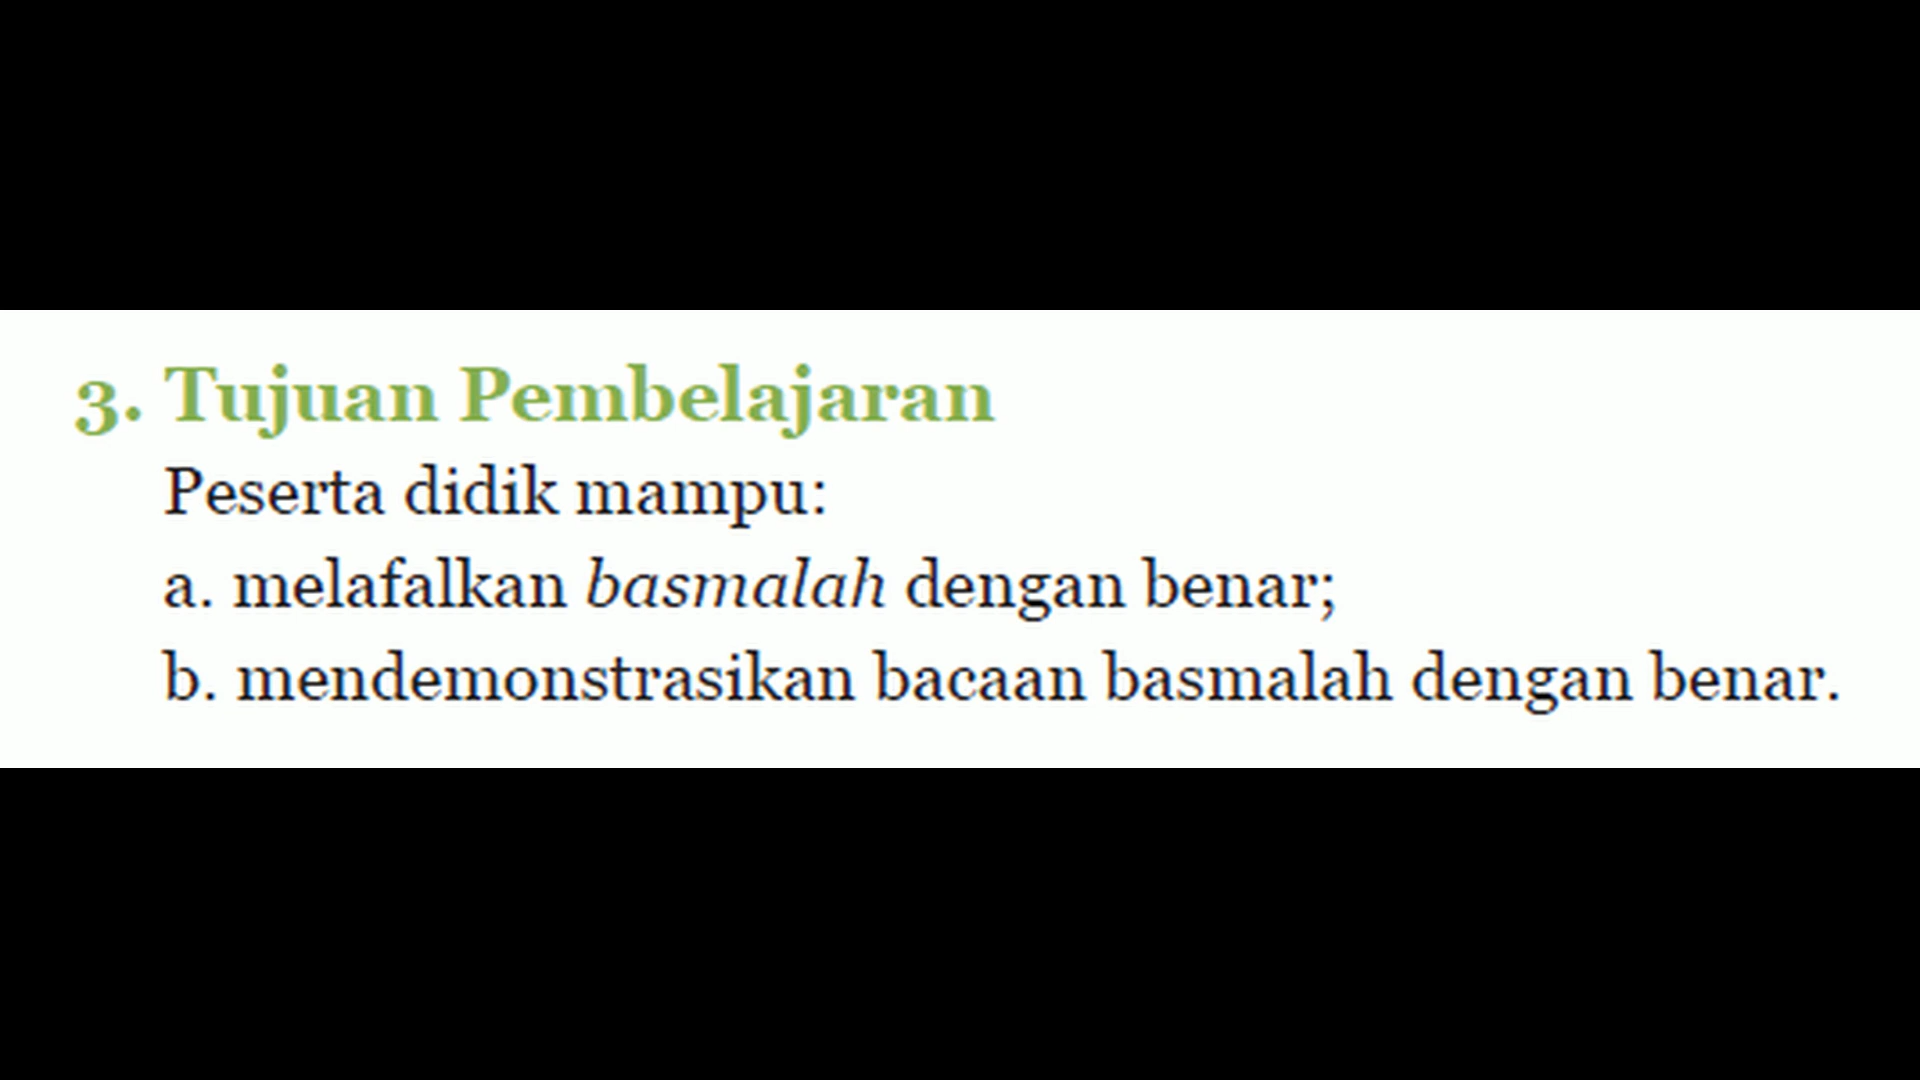 3. Tujuan Pembelajaran
Peserta didik mampu:
a. melafalkan basmalah dengan benar;
b. mendemonstrasikan bacaan basmalah dengan benar.